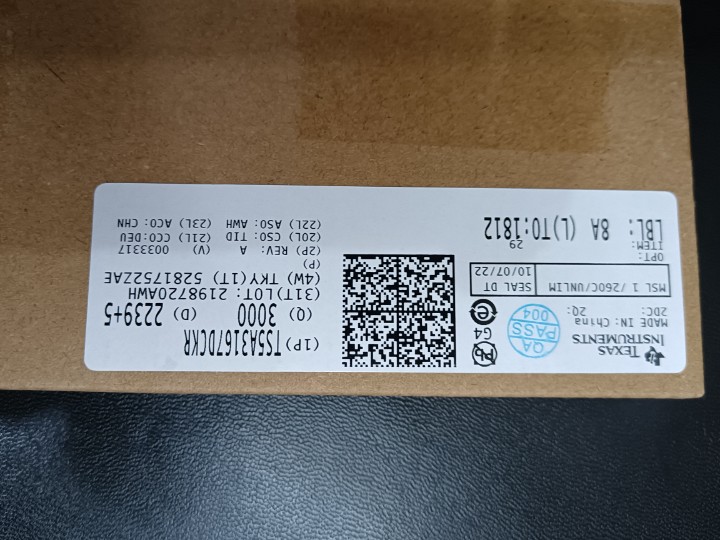 TEXAS
INSTRUMENTS
MADE IN: China
2DC: 2Q:
QA
PASS
004
Pb
G4
e
MSL 1 / 260C/UNLIM
SEAL DT
10/07/22
OPT:
ITEM: 29
LBL: 8A (L)TO:1812
(1P) TS5A3167DCKR
(Q) 3000 (D) 2239+5
(31T)LOT: 2198720AWH
(4W) TKY(1T) 5281752ZAE
(P)
(2P) REV: A (V) 0033317
(20L) CSO: TID (21L) CCO:DEU
(22L) ASO: AWH (23L) ACO: CHN